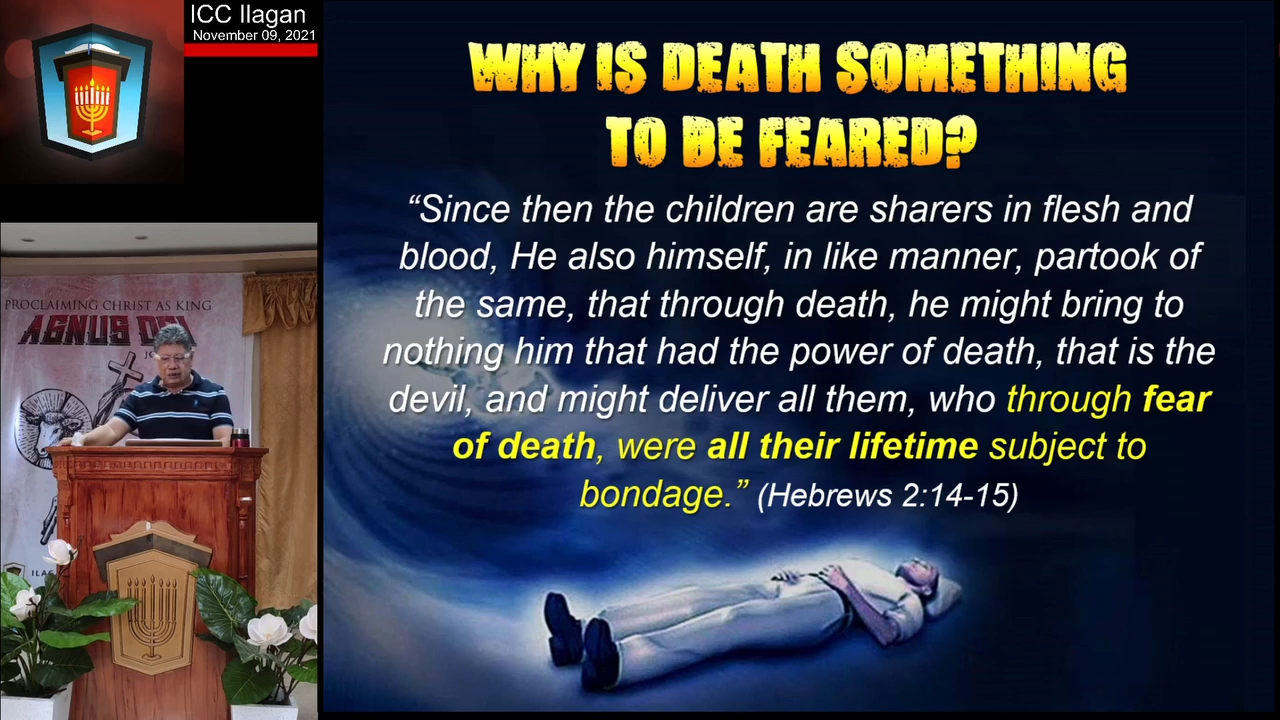 ICC Ilagan
November 09, 2021
WHY IS DEATH SOMETHING
TO BE FEARED?
“Since then the children are sharers in flesh and
blood, He also himself, in like manner, partook of
the same, that through death, he might bring to
nothing him that had the power of death, that is the
devil, and might deliver all them, who through fear
of death, were all their lifetime subject to
bondage.” (Hebrews 2:14-15)
PROCLAIMING CHRIST AS KING
AGNUS DEI